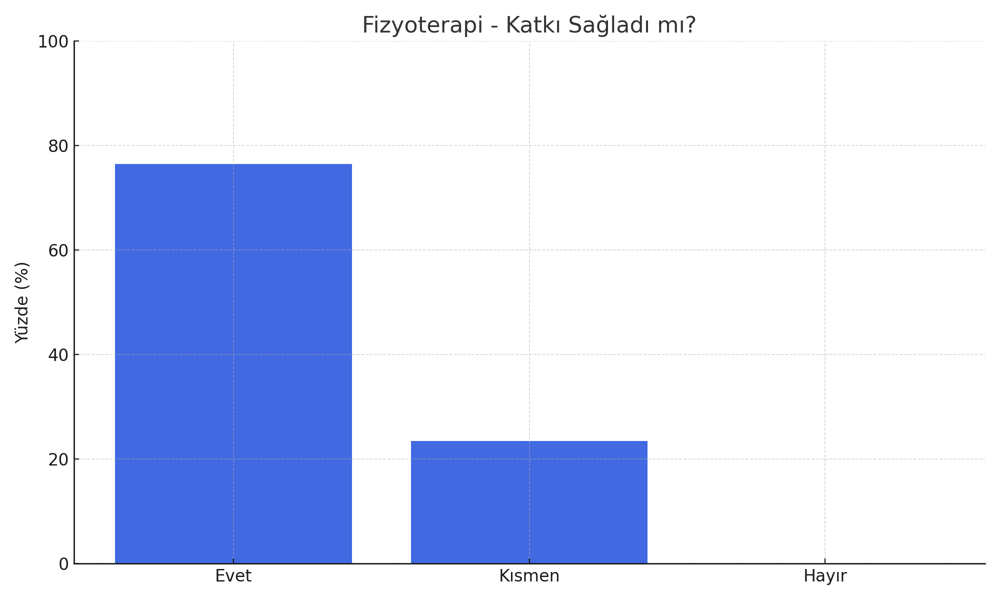 Fizyoterapi - Katkı Sağladı mı?
100
80
60
40
20
0
Yüzde (%)
Evet
Kısmen
Hayır